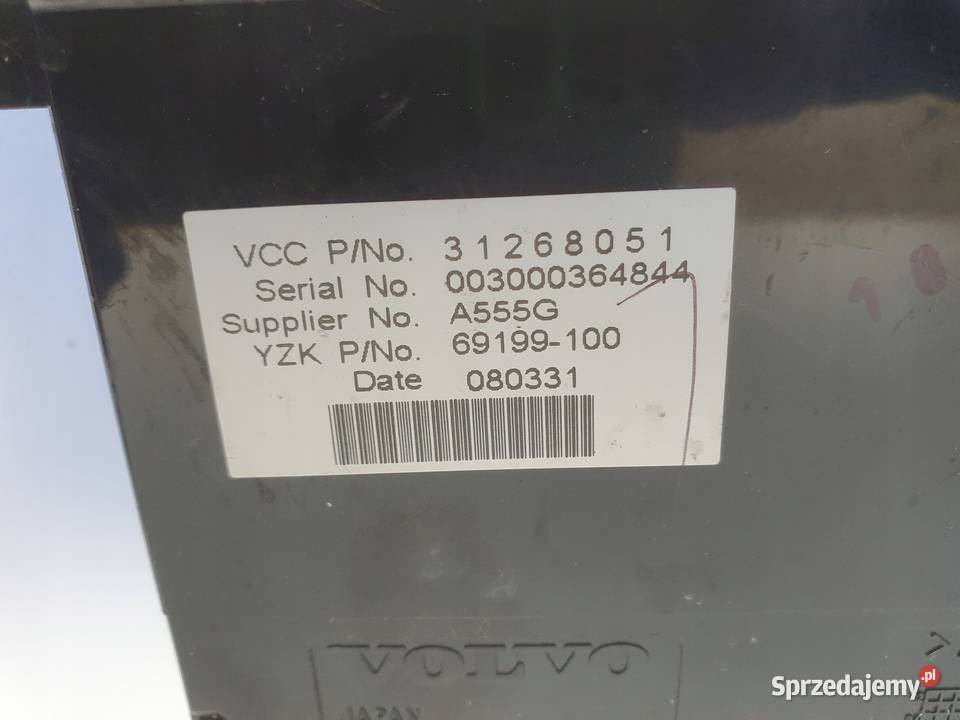 VCC P/No. 31268051
Serial No. 003000364844
Supplier No. A555G
YZK P/No. 69199-100
Date 080331
VOLVO
JAPAN
Sprzedajemy.pl